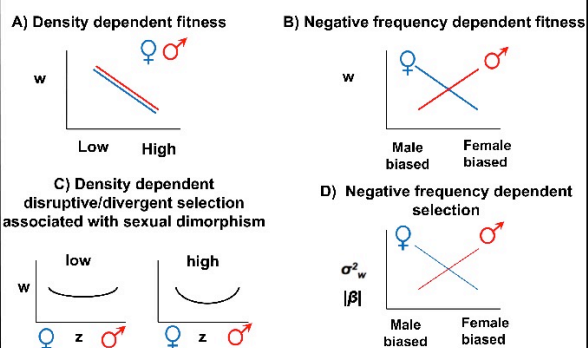 A) Density dependent fitness
♀ ♂
w
Low High
B) Negative frequency dependent fitness
♀ ♂
w
Male biased Female biased
C) Density dependent
disruptive/divergent selection
associated with sexual dimorphism
low high
w
♀ z ♂ ♀ z ♂
D) Negative frequency dependent
selection
♀ ♂
σ²w
|β|
Male biased Female biased